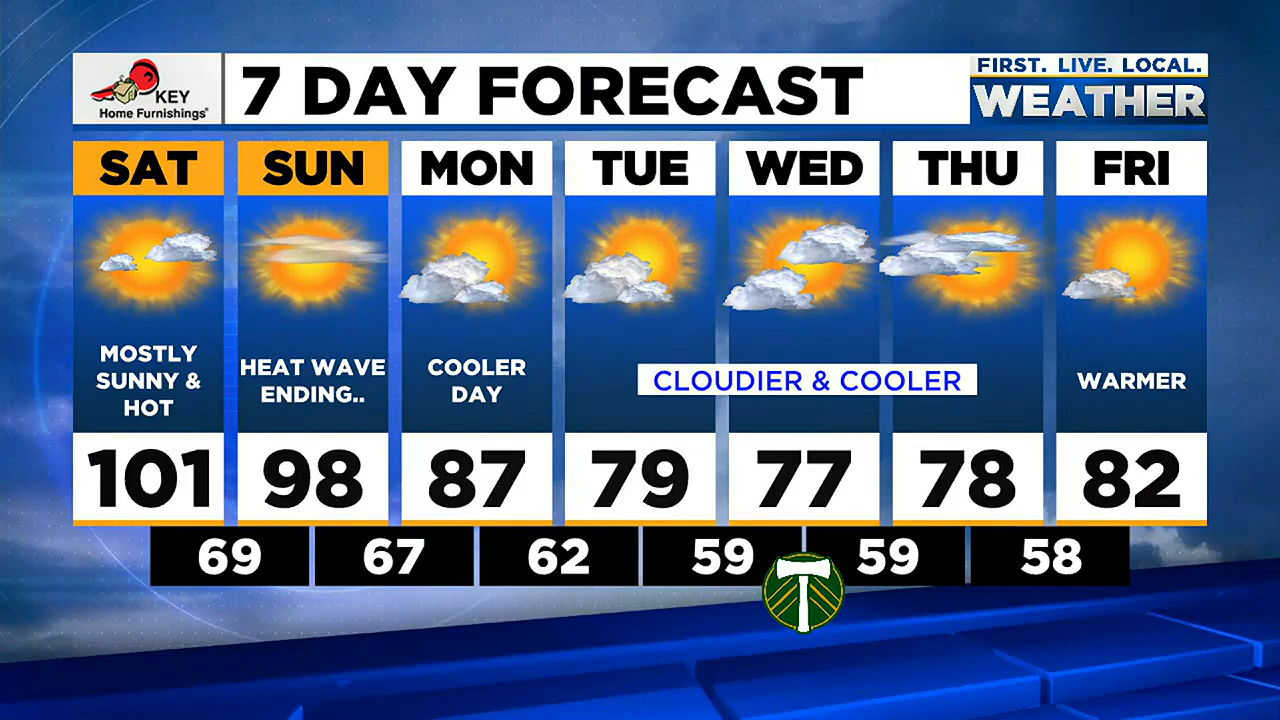 KEY
Home Furnishings®
7 DAY FORECAST
FIRST. LIVE. LOCAL.
WEATHER
SAT
SUN
MON
TUE
WED
THU
FRI
MOSTLY
SUNNY &
HOT
HEAT WAVE
ENDING..
COOLER
DAY
CLOUDIER & COOLER
WARMER
101
98
87
79
77
78
82
69
67
62
59
59
58
T